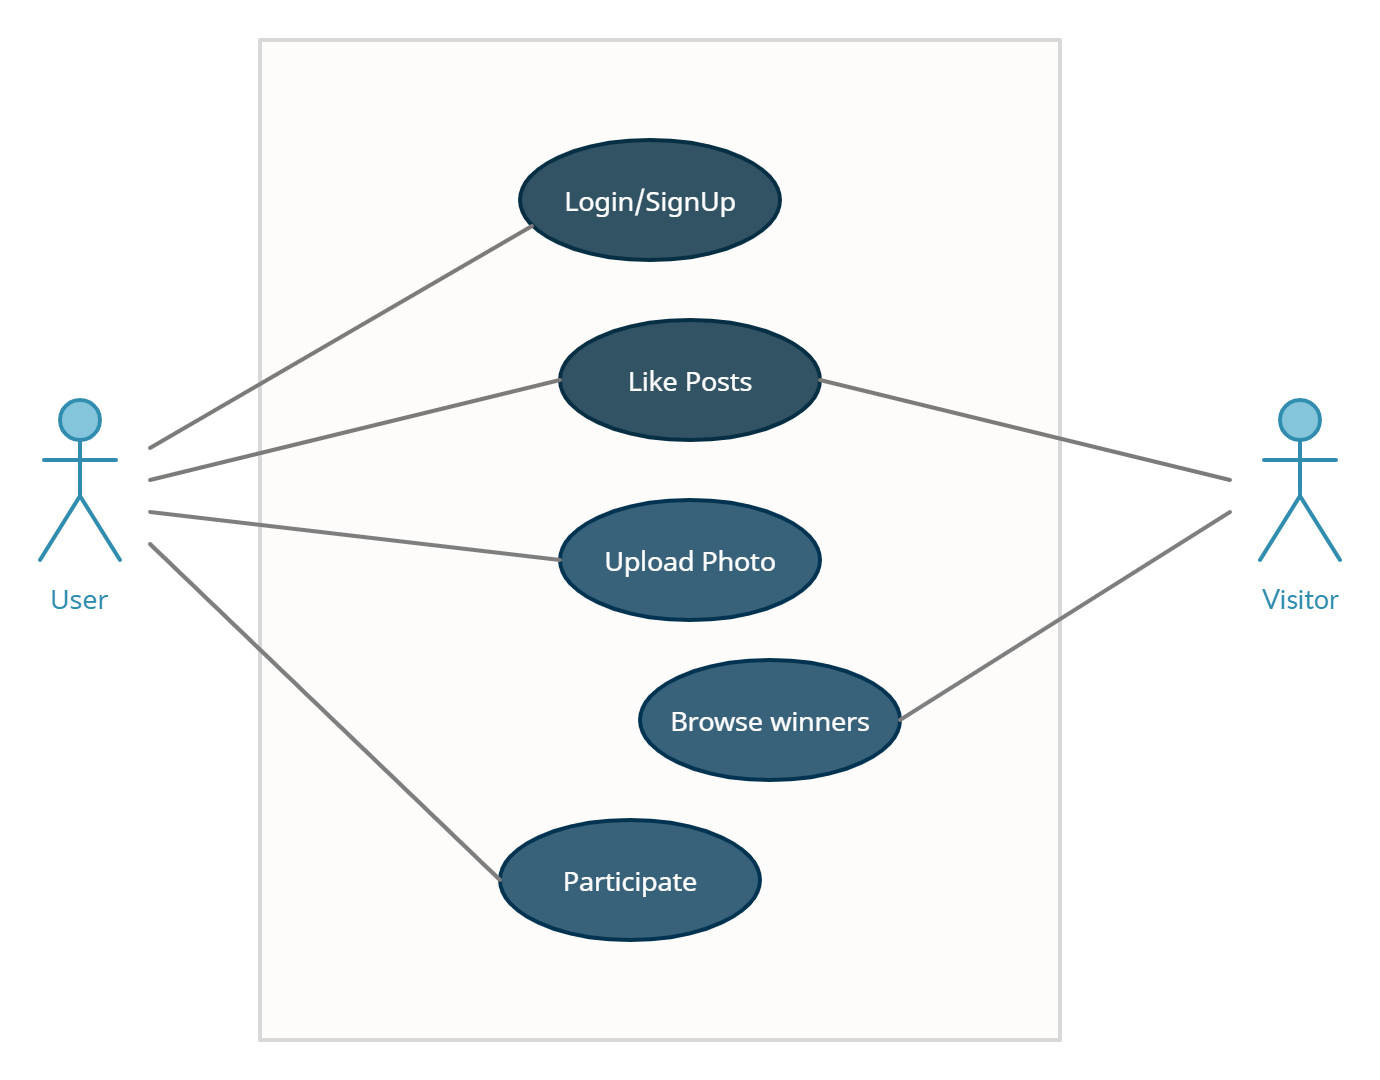 Login/SignUp
Like Posts
Upload Photo
User
Visitor
Browse winners
Participate